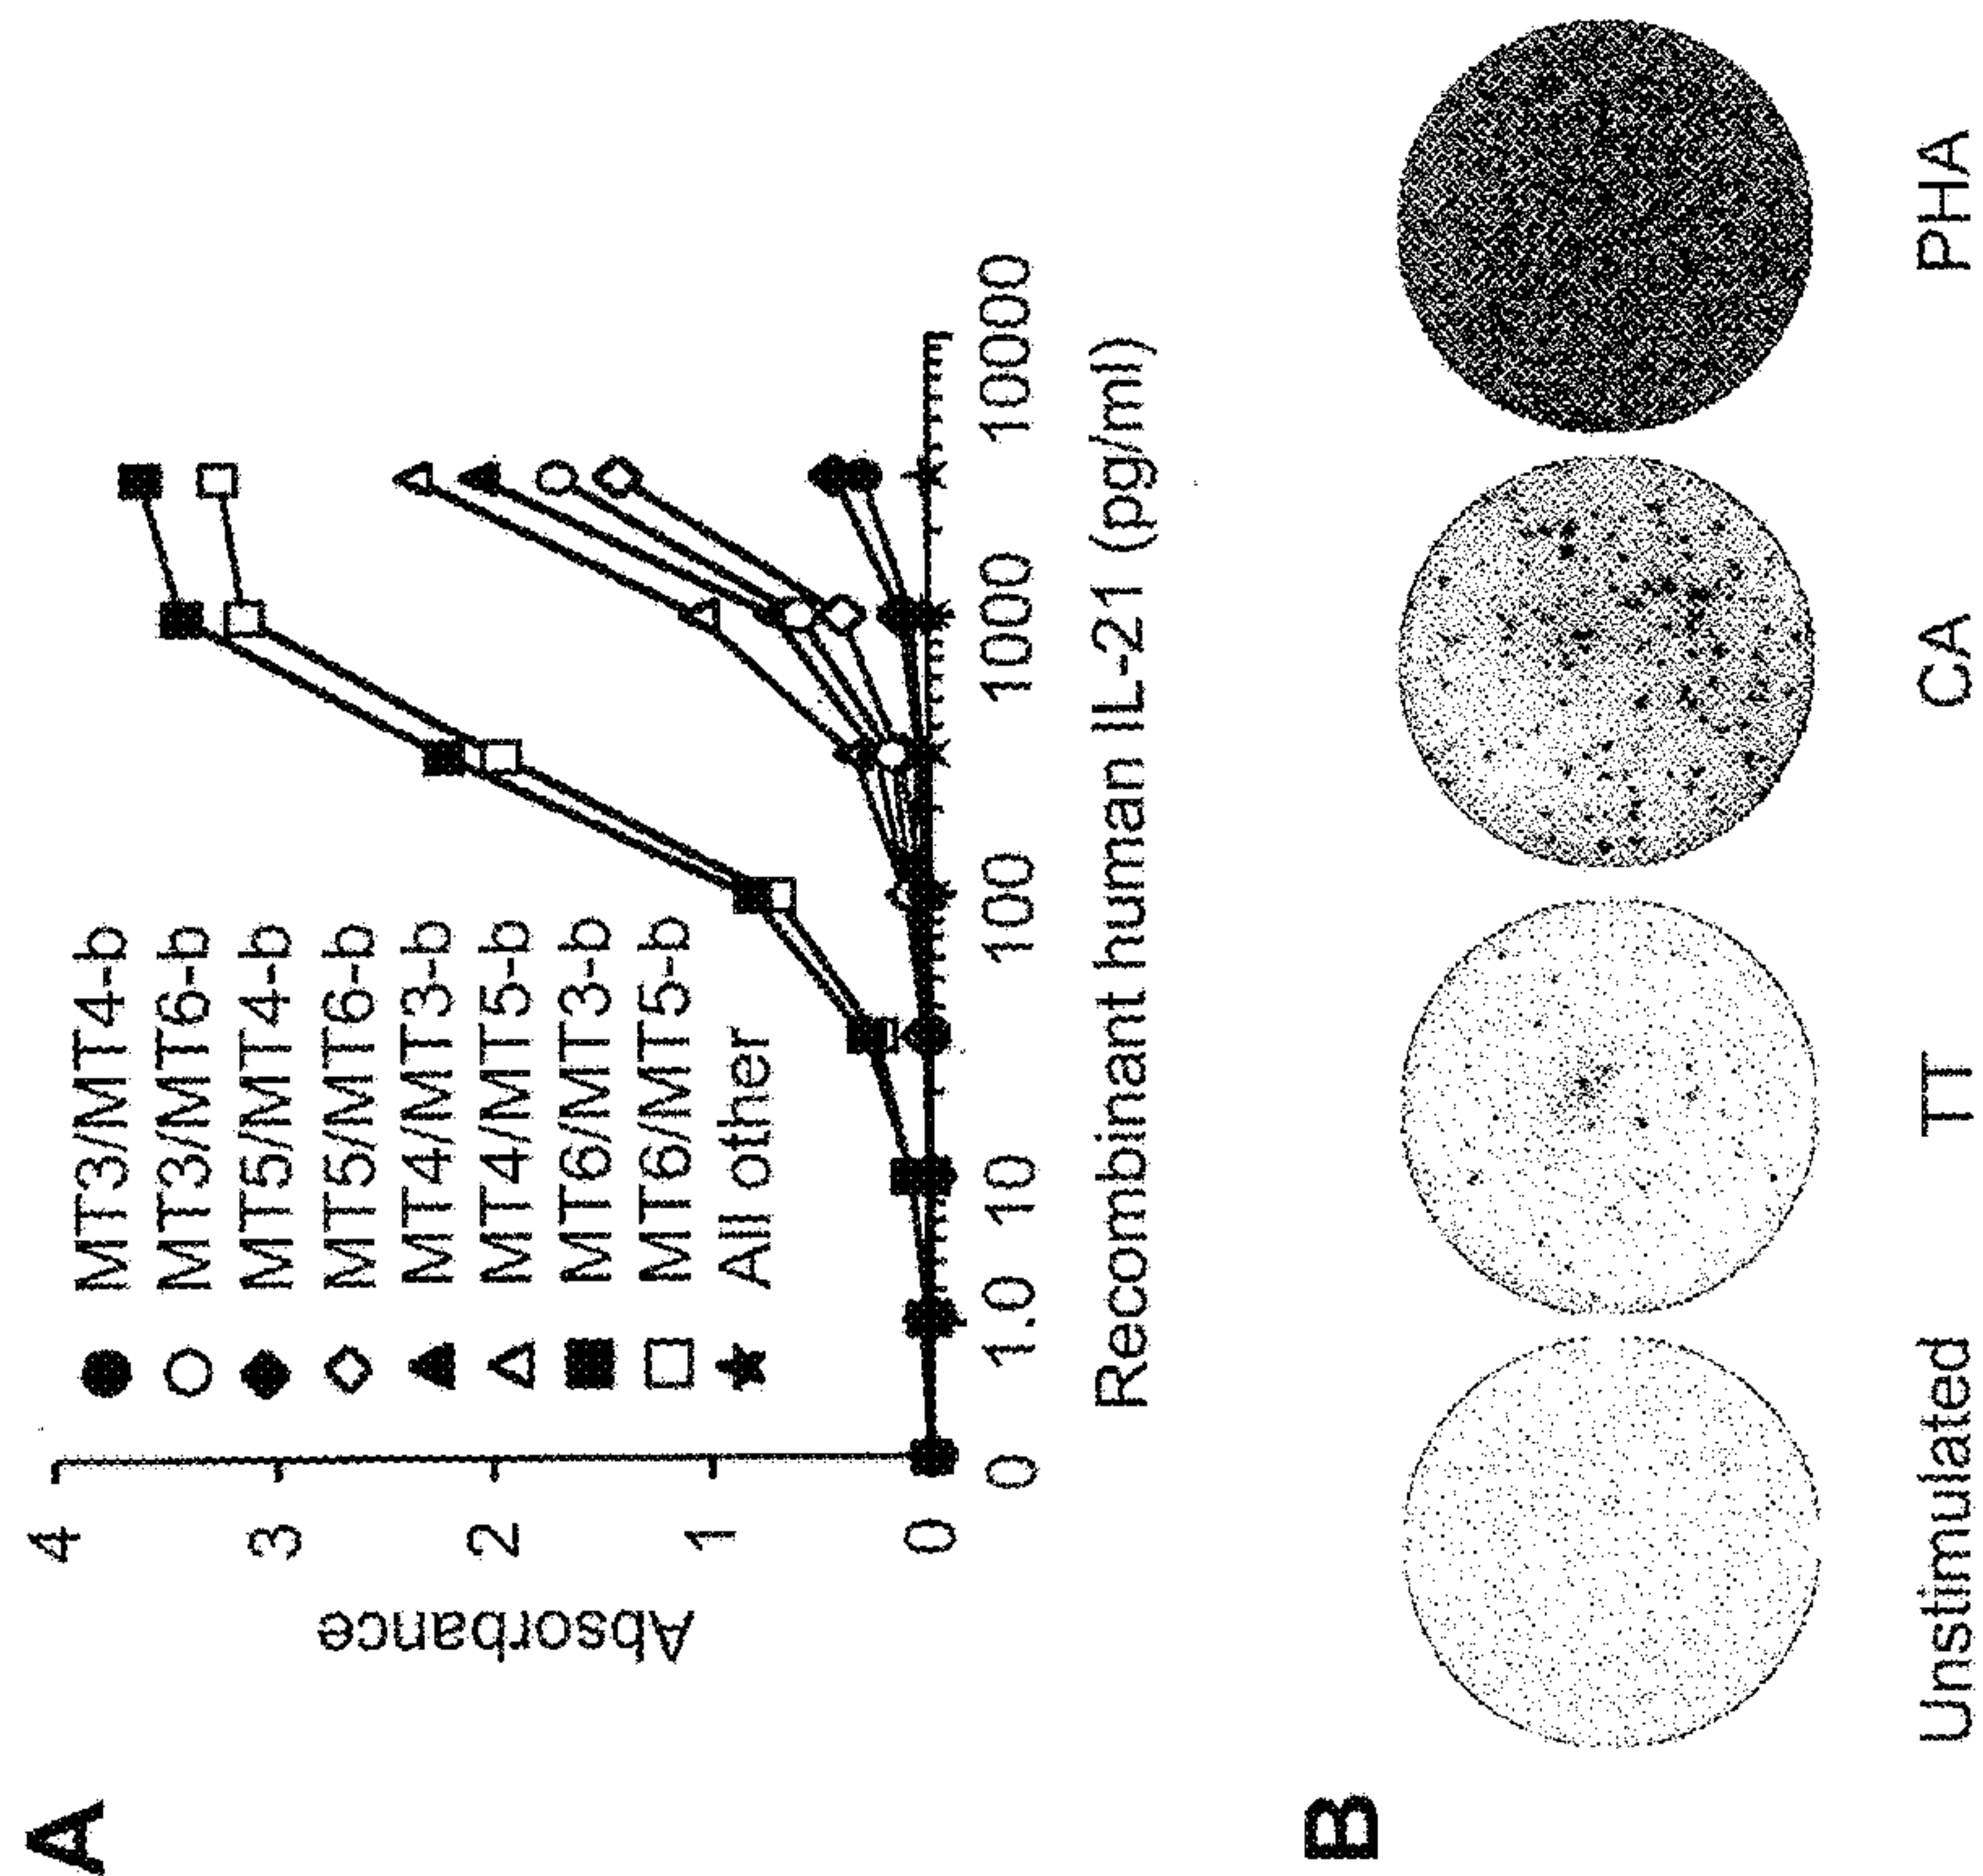 A
4
3
2
1
0
Absorbance
MT3/MT4-b
MT3/MT6-b
MT5/MT4-b
MT5/MT6-b
MT4/MT3-b
MT4/MT5-b
MT6/MT3-b
MT6/MT5-b
All other
0 1.0 10 100 1000 10000
Recombinant human IL-21 (pg/ml)
B
Unstimulated TT CA PHA